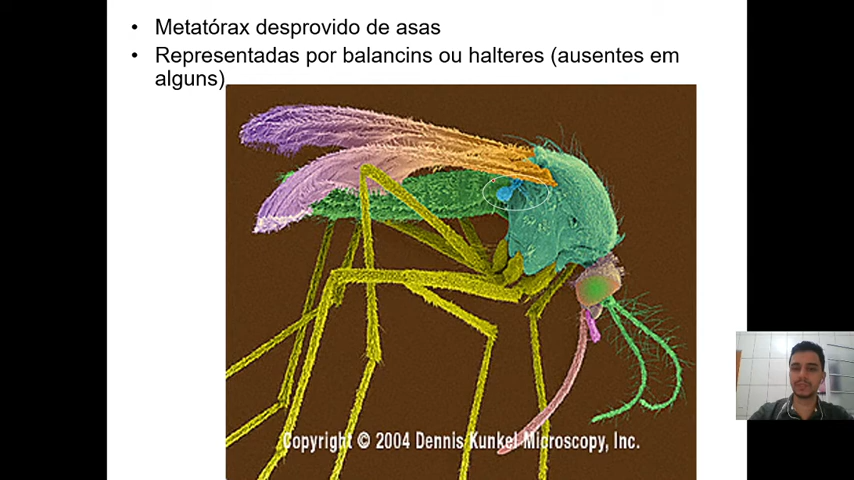 • Metatórax desprovido de asas
• Representadas por balancins ou halteres (ausentes em
alguns)
Copyright © 2004 Dennis Kunkel Microscopy, Inc.